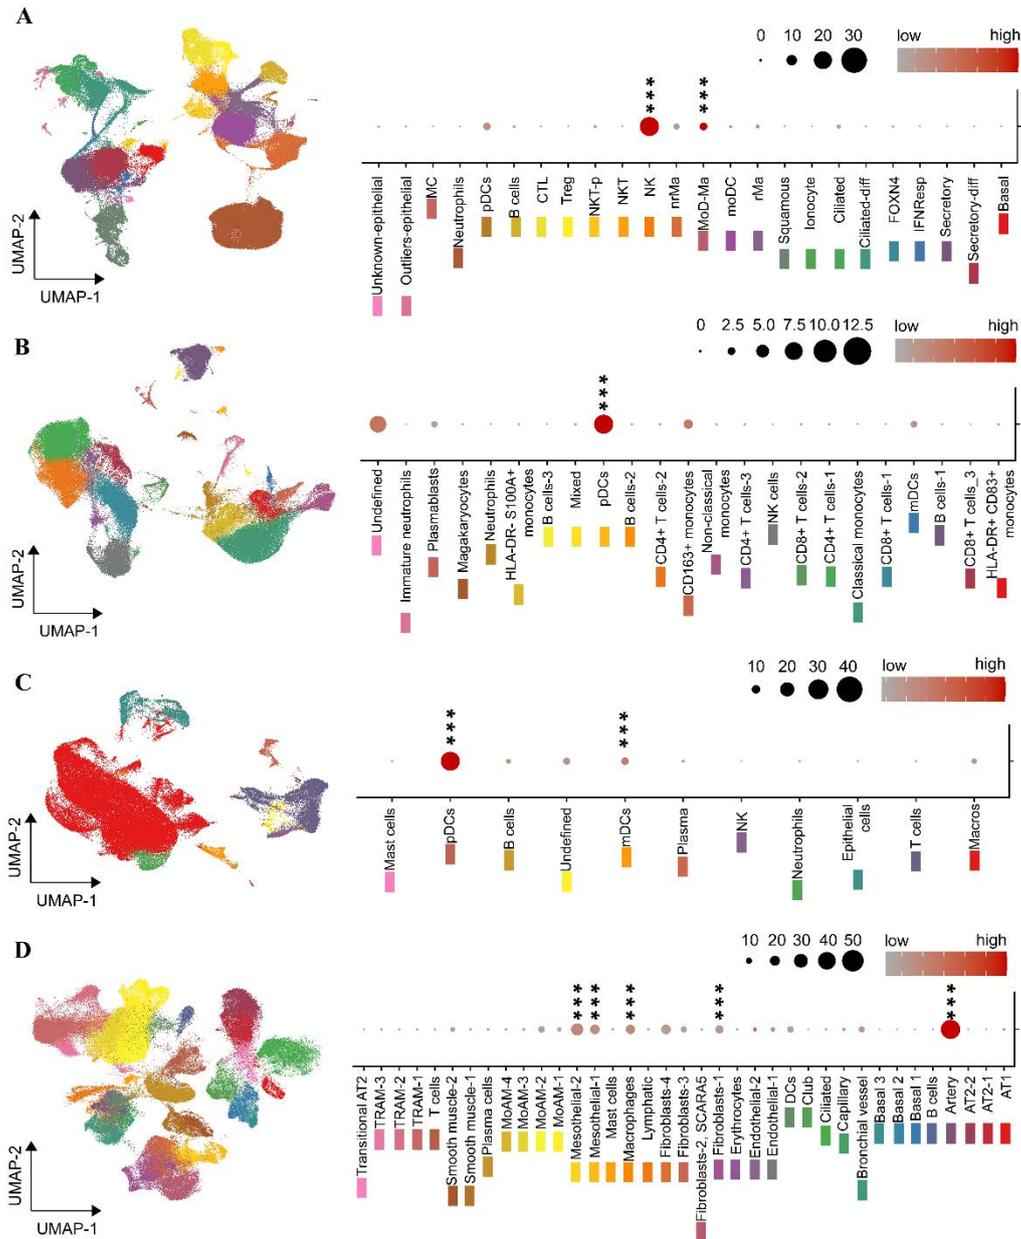 A
0 10 20 30 low high
***
***
UMAP-2
UMAP-1
Unknown-epithelial
Outliers-epithelial
MC
Neutrophils
pDCs
B cells
CTL
Treg
NKT-p
NKT
NK
nrMa
MoD-Ma
moDC
rMa
Squamous
Ionocyte
Ciliated
Ciliated-diff
FOXN4
IFNResp
Secretory
Secretory-diff
Basal
B
0 2.5 5.0 7.5 10.0 12.5 low high
***
UMAP-2
UMAP-1
Undefined
Immature neutrophils
Plasmablasts
Magakaryocytes
Neutrophils
HLA-DR- S100A+
monocytes
B cells-3
Mixed
pDCs
B cells-2
CD4+ T cells-2
CD163+ monocytes
Non-classical
monocytes
CD4+ T cells-3
NK cells
CD8+ T cells-2
CD4+ T cells-1
Classical monocytes
CD8+ T cells-1
mDCs
B cells-1
CD8+ T cells_3
HLA-DR+ CD83+
monocytes
C
10 20 30 40 low high
***
***
UMAP-2
UMAP-1
Mast cells
pDCs
B cells
Undefined
mDCs
Plasma
NK
Neutrophils
Epithelial
cells
T cells
Macros
D
10 20 30 40 50 low high
***
***
***
***
***
UMAP-2
UMAP-1
Transitional AT2
TRAM-3
TRAM-2
TRAM-1
T cells
Smooth muscle-2
Smooth muscle-1
Plasma cells
MoAM-4
MoAM-3
MoAM-2
MoAM-1
Mesothelial-2
Mesothelial-1
Mast cells
Macrophages
Lymphatic
Fibroblasts-4
Fibroblasts-3
Fibroblasts-2, SCARA5
Fibroblasts-1
Erythrocytes
Endothelial-2
Endothelial-1
DCs
Club
Ciliated
Capillary
Bronchial vessel
Basal 3
Basal 2
Basal 1
B cells
Artery
AT2-2
AT2-1
AT1